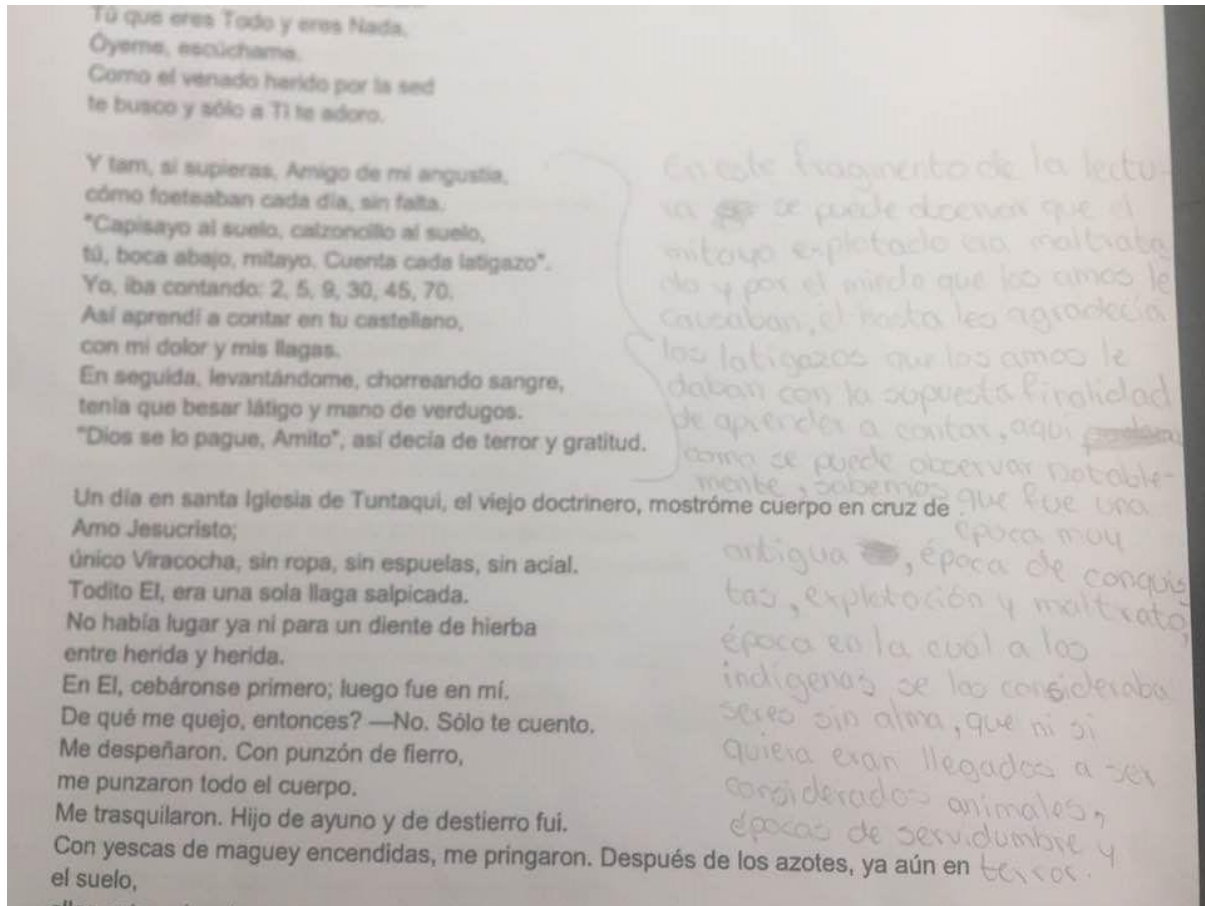 Tú que eres Todo y eres Nada,
Óyeme, escúchame.
Como el venado herido por la sed
te busco y sólo a Ti te adoro.
Y tam, si supieras, Amigo de mi angustia,
cómo foeteaban cada día, sin falta.
"Capisayo al suelo, calzoncillo al suelo,
tú, boca abajo, mitayo. Cuenta cada latigazo".
Yo, iba contando: 2, 5, 9, 30, 45, 70.
Así aprendí a contar en tu castellano,
con mi dolor y mis llagas.
En seguida, levantándome, chorreando sangre,
tenía que besar látigo y mano de verdugos.
"Dios se lo pague, Amito", así decía de terror y gratitud.
Un día en santa Iglesia de Tuntaqui, el viejo doctrinero, mostróme cuerpo en cruz de
Amo Jesucristo;
único Viracocha, sin ropa, sin espuelas, sin acial.
Todito El, era una sola llaga salpicada.
No había lugar ya ni para un diente de hierba
entre herida y herida.
En El, cebáronse primero; luego fue en mí.
De qué me quejo, entonces? —No. Sólo te cuento.
Me despeñaron. Con punzón de fierro,
me punzaron todo el cuerpo.
Me trasquilaron. Hijo de ayuno y de destierro fui.
Con yescas de maguey encendidas, me pringaron. Después de los azotes, ya aún en
el suelo,
En este fragmento de la lectu-
ra se puede observar que el
mitayo explotado era maltrata
do y por el miedo que los amos le
causaban, el hasta les agradecía
los latigazos que los amos le
daban con la supuesta finalidad
de aprender a contar, aquí
como se puede observar notable-
mente, sabemos que fue una
época muy
antigua, época de conquis
tas, explotación y maltrato,
época en la cuál a los
indígenas se los consideraba
seres sin alma, que ni si
quiera eran llegados a ser
considerados animales,
épocas de servidumbre y
terror.